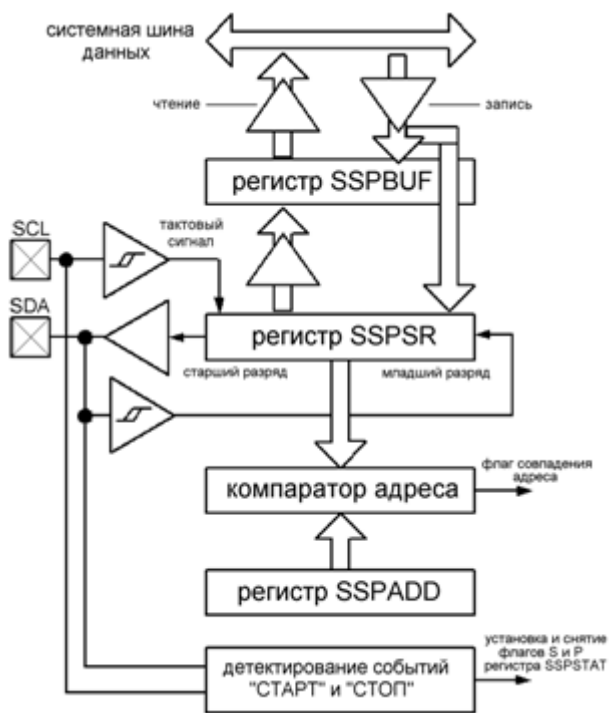 системная шина
данных
чтение
запись
регистр SSPBUF
SCL
тактовый
сигнал
SDA
регистр SSPSR
старший разряд
младший разряд
флаг совпадения
адреса
компаратор адреса
регистр SSPADD
установка и снятие
флагов S и P
регистра SSPSTAT
детектирование событий
"СТАРТ" и "СТОП"